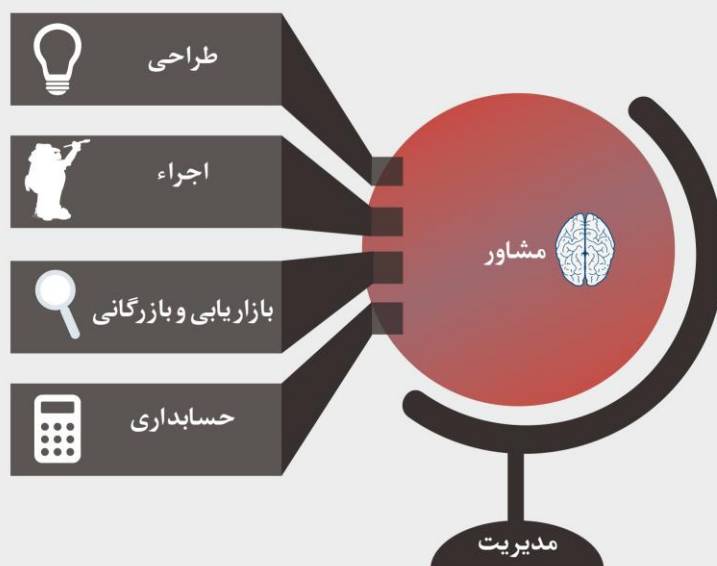 طراحی
اجراء
بازاریابی و بازرگانی
حسابداری
مشاور
مدیریت